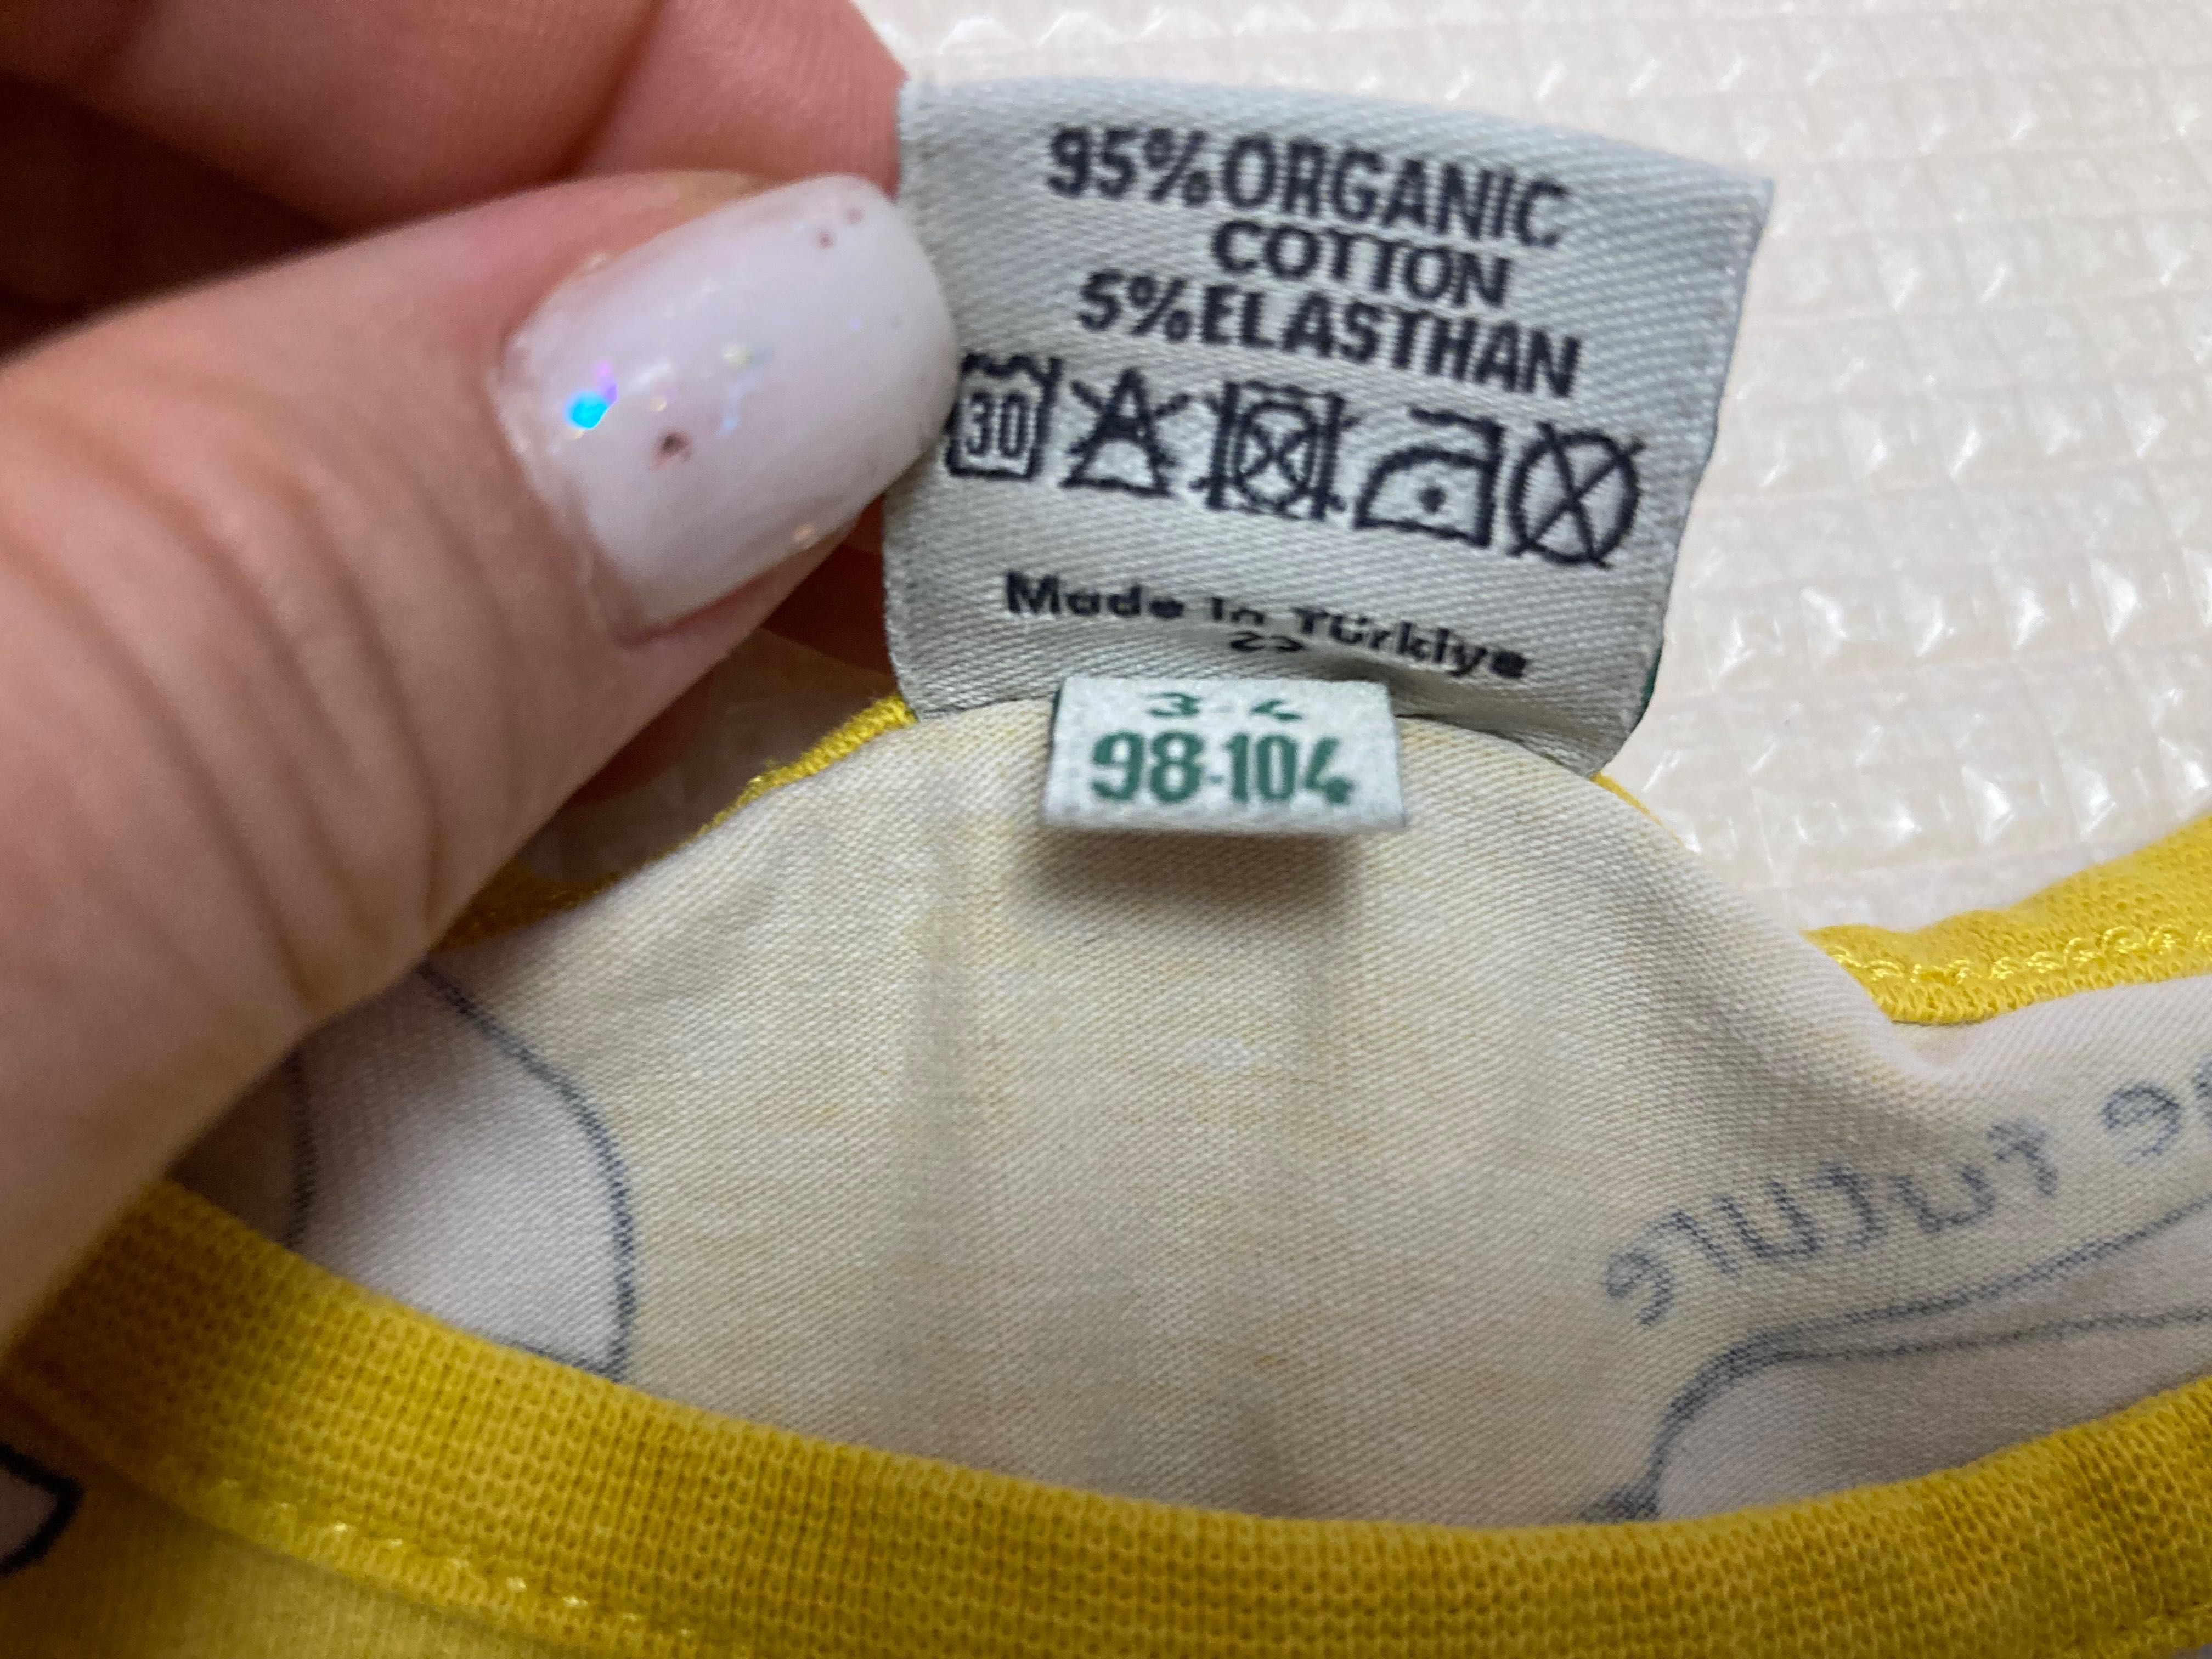 95%ORGANIC
COTTON
5%ELASTHAN
30
Made in Türkiye
3-4
98-104